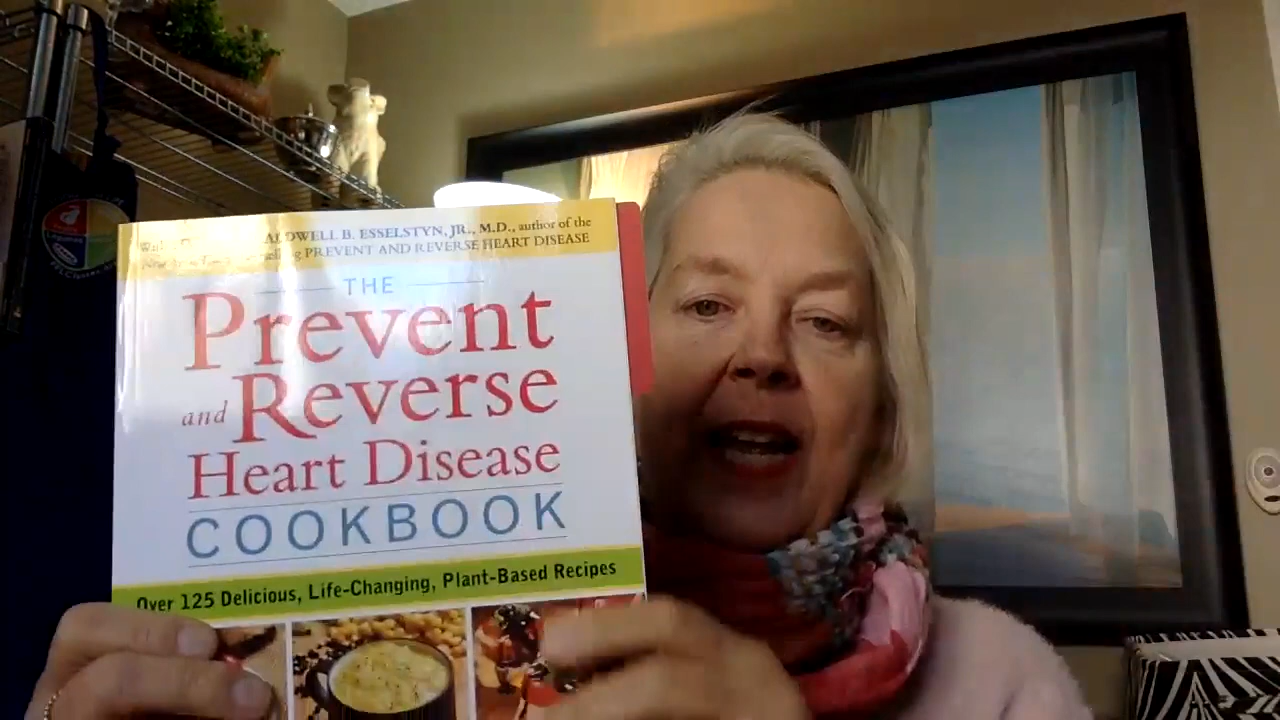 ALDWELL B. ESSELSTYN, JR., M.D., author of the
PREVENT AND REVERSE HEART DISEASE
THE
Prevent
and Reverse
Heart Disease
COOKBOOK
Over 125 Delicious, Life-Changing, Plant-Based Recipes